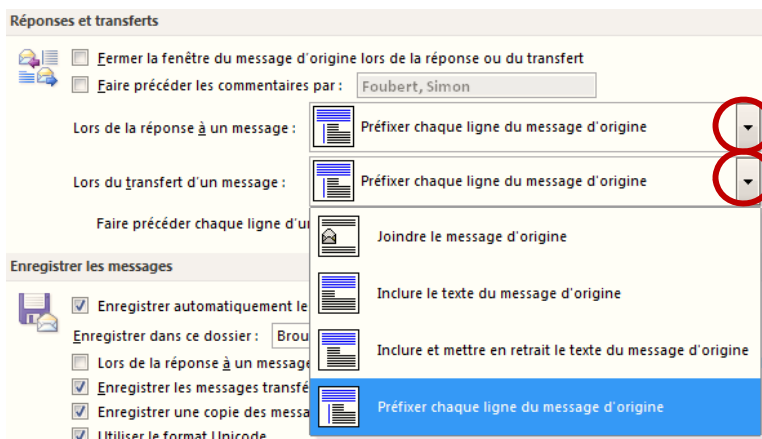 Réponses et transferts
Fermer la fenêtre du message d'origine lors de la réponse ou du transfert
Faire précéder les commentaires par : Foubert, Simon
Lors de la réponse à un message : Préfixer chaque ligne du message d'origine
Lors du transfert d'un message : Préfixer chaque ligne du message d'origine
Faire précéder chaque ligne
Joindre le message d'origine
Enregistrer les messages
Inclure le texte du message d'origine
Enregistrer automatiquement le
Enregistrer dans ce dossier : Brou
Inclure et mettre en retrait le texte du message d'origine
Lors de la réponse à un message
Enregistrer les messages transfé
Préfixer chaque ligne du message d'origine
Enregistrer une copie des messa
Utiliser le format Unicode